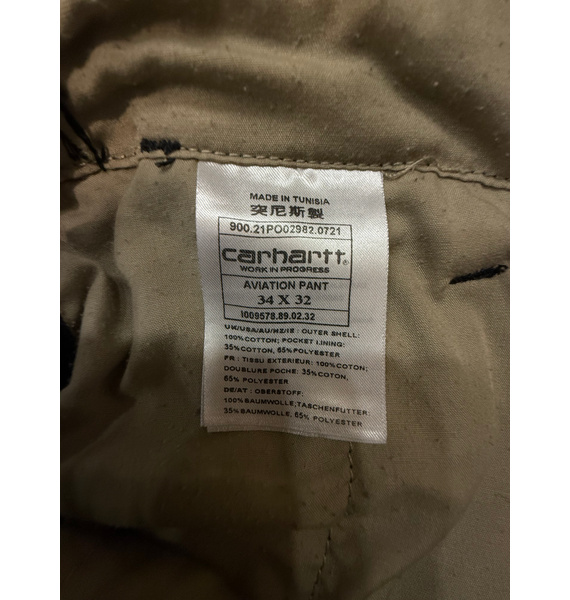 MADE IN TUNISIA
突尼斯製
900.21PO02982.0721
carhartt®
WORK IN PROGRESS
AVIATION PANT
34 X 32
I009578.89.02.32
UK/USA/AU/NZ/IE : OUTER SHELL:
100%COTTON; POCKET LINING:
35%COTTON, 65%POLYESTER
FR : TISSU EXTERIEUR: 100%COTON;
DOUBLURE POCHE: 35%COTON,
65% POLYESTER
DE/AT : OBERSTOFF:
100%BAUMWOLLE;TASCHENFUTTER:
35%BAUMWOLLE, 65% POLYESTER